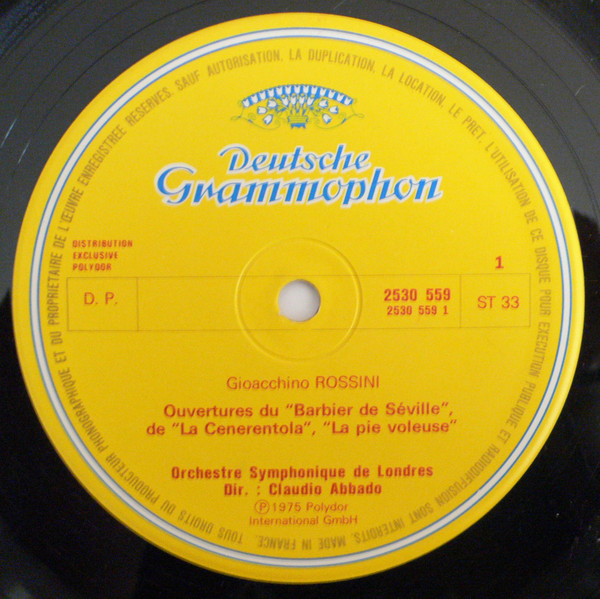 TOUS DROITS DU PRODUCTEUR PHONOGRAPHIQUE ET DU PROPRIETAIRE DE L'ŒUVRE ENREGISTREE RESERVES. SAUF AUTORISATION, LA DUPLICATION, LA LOCATION, LE PRET, L'UTILISATION DE CE DISQUE POUR EXECUTION PUBLIQUE ET RADIODIFFUSION SONT INTERDITS. MADE IN FRANCE.
Deutsche
Grammophon
DISTRIBUTION
EXCLUSIVE
POLYDOR
1
D. P.
2530 559
2530 559 1
ST 33
Gioacchino ROSSINI
Ouvertures du "Barbier de Séville",
de "La Cenerentola", "La pie voleuse"
Orchestre Symphonique de Londres
Dir. : Claudio Abbado
Ⓟ 1975 Polydor
International GmbH